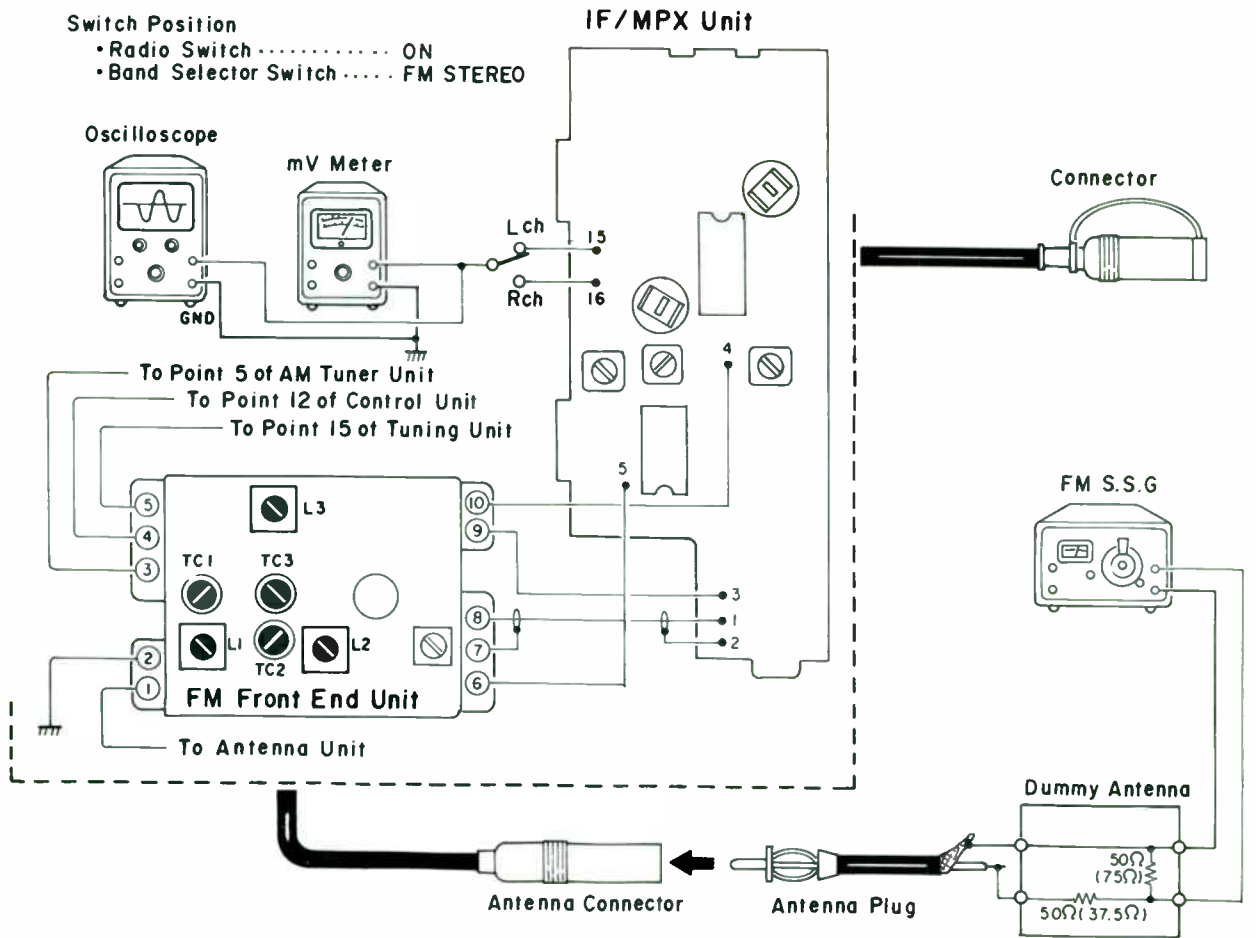 IF/MPX Unit
Switch Position
• Radio Switch ············ ON
• Band Selector Switch ····· FM STEREO
Oscilloscope
mV Meter
Connector
Lch
15
Rch
16
GND
4
To Point 5 of AM Tuner Unit
To Point 12 of Control Unit
To Point 15 of Tuning Unit
5
FM S.S.G
5
4
3
2
1
L3
TC1
TC3
L1
TC2
L2
10
9
8
7
6
3
1
2
FM Front End Unit
To Antenna Unit
Dummy Antenna
50Ω
(75Ω)
50Ω(37.5Ω)
Antenna Connector
Antenna Plug